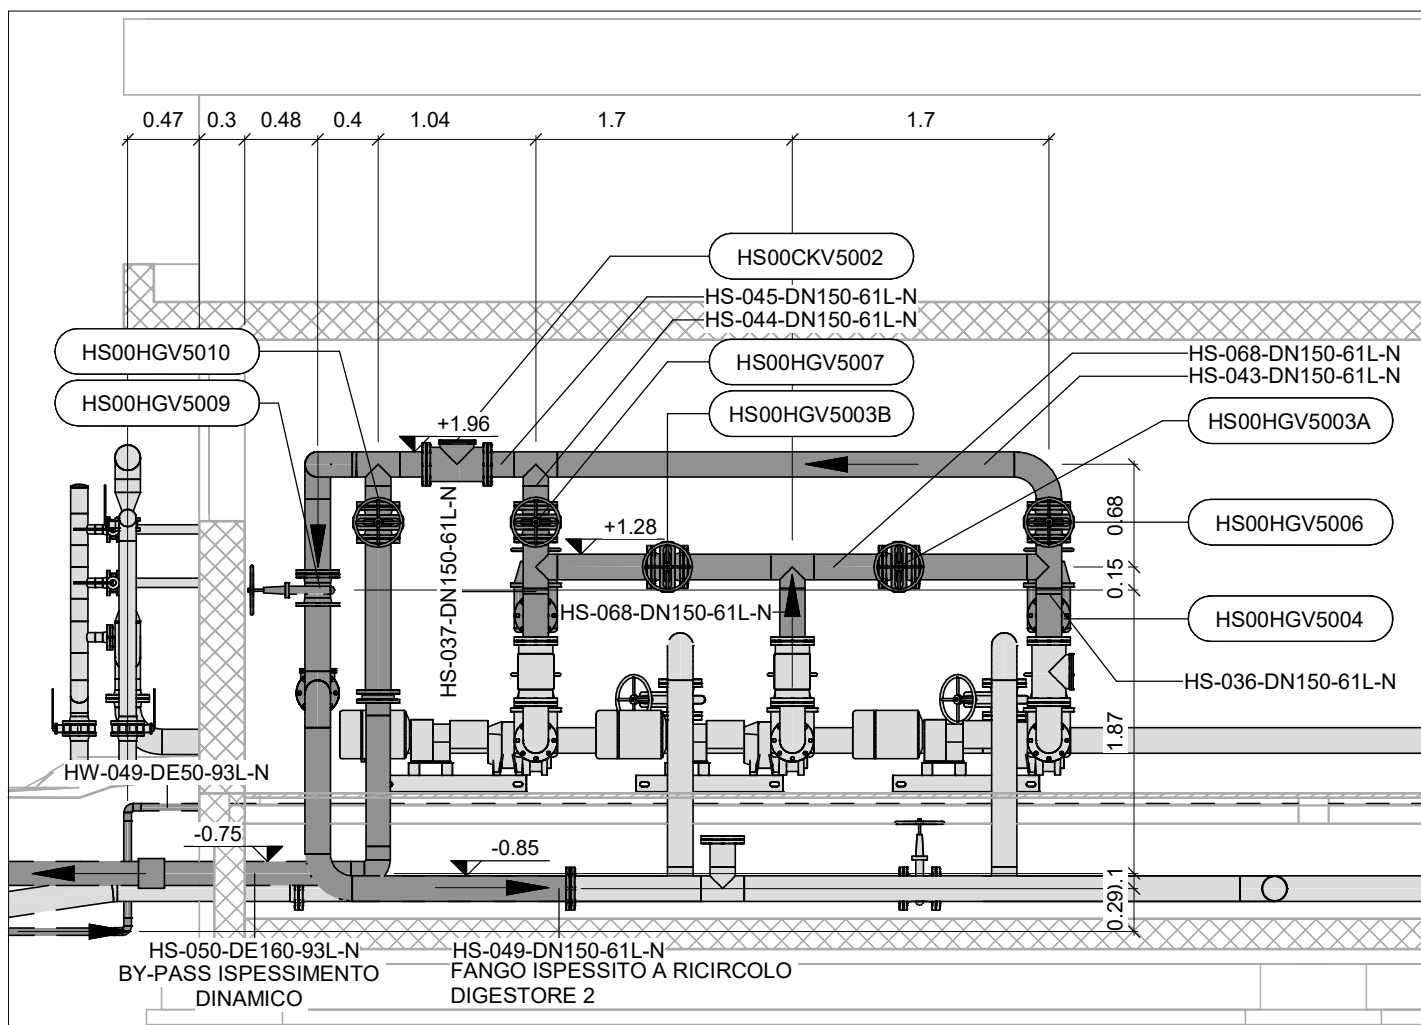 0.47
0.3
0.48
0.4
1.04
1.7
1.7
HS00CKV5002
HS-045-DN150-61L-N
HS-044-DN150-61L-N
HS00HGV5010
HS00HGV5007
HS-068-DN150-61L-N
HS-043-DN150-61L-N
HS00HGV5009
HS00HGV5003B
HS00HGV5003A
+1.96
HS-037-DN150-61L-N
+1.28
0.68
HS00HGV5006
0.15
HS-068-DN150-61L-N
HS00HGV5004
HS-036-DN150-61L-N
1.87
HW-049-DE50-93L-N
-0.75
-0.85
0.1
0.29
HS-050-DE160-93L-N
BY-PASS ISPESSIMENTO
DINAMICO
HS-049-DN150-61L-N
FANGO ISPESSITO A RICIRCOLO
DIGESTORE 2